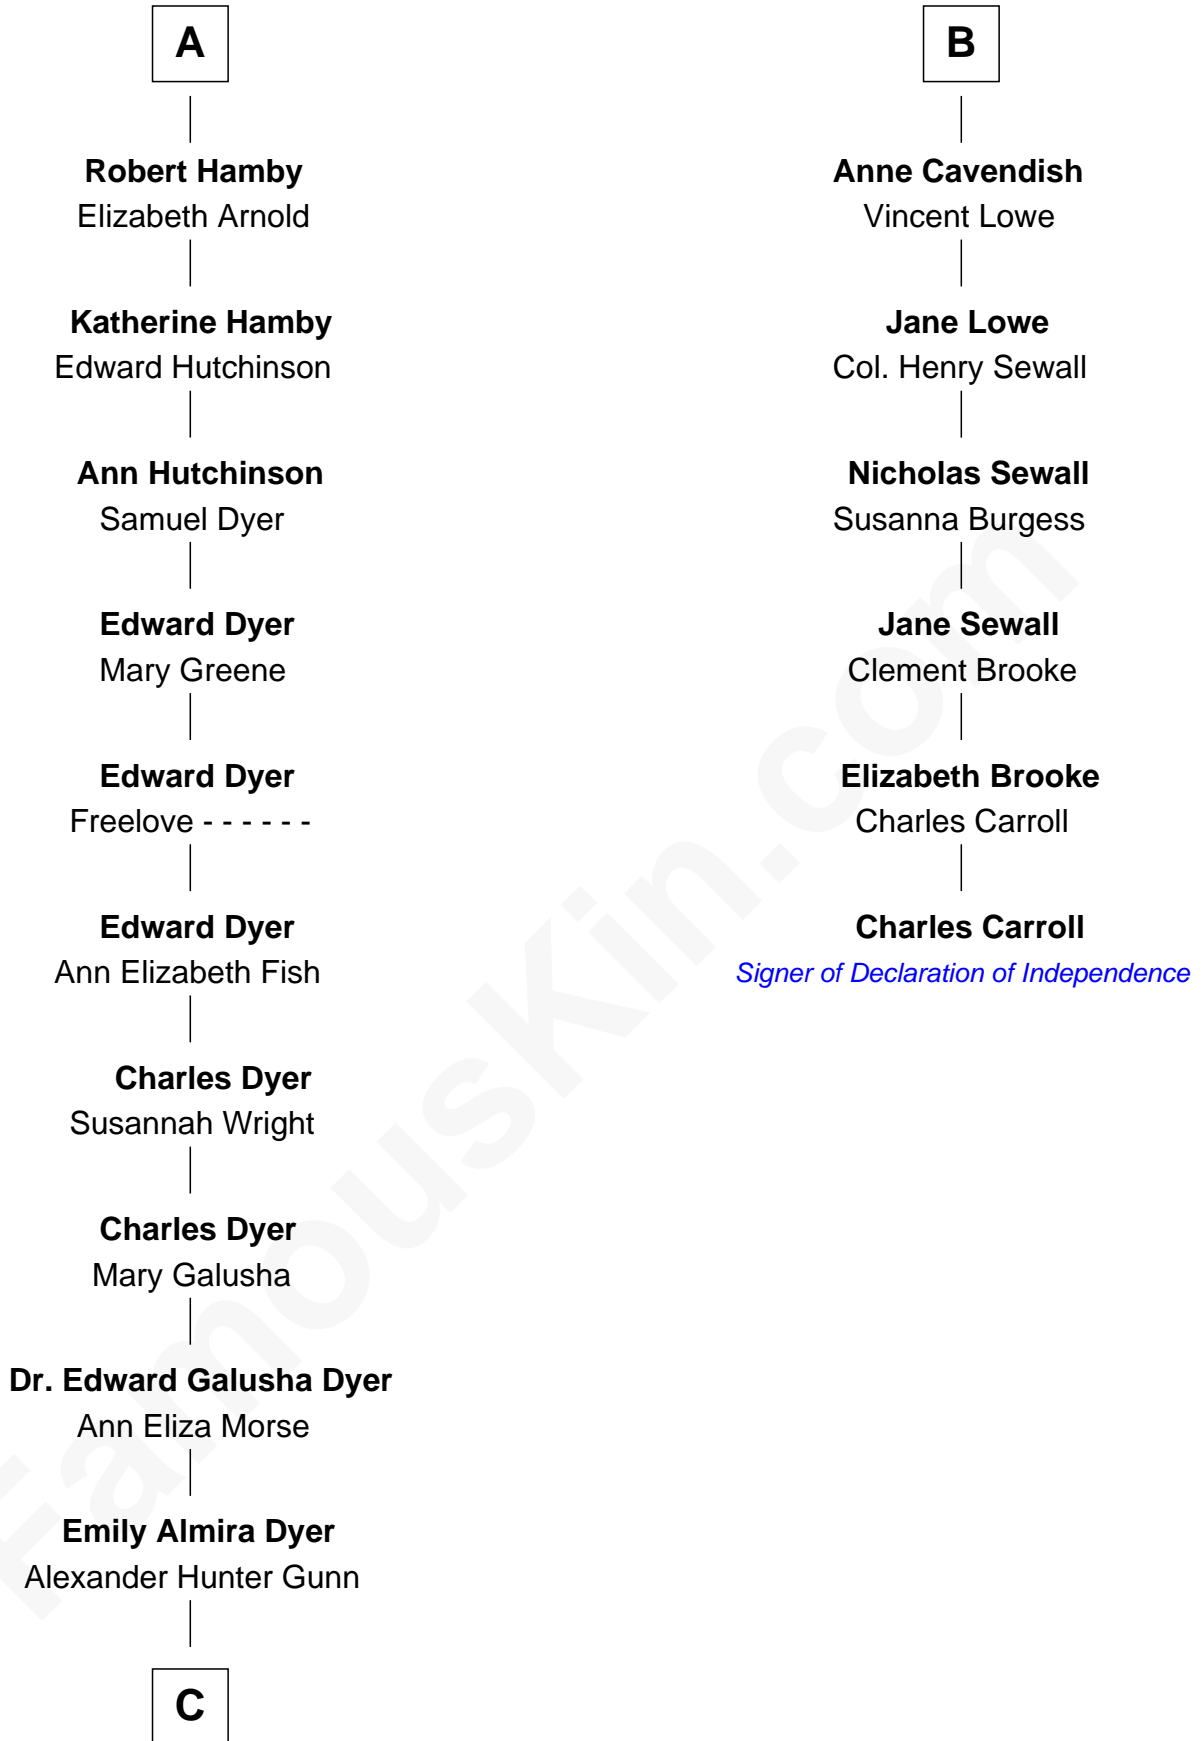 A
Robert Hamby
Elizabeth Arnold
Katherine Hamby
Edward Hutchinson
Ann Hutchinson
Samuel Dyer
Edward Dyer
Mary Greene
Edward Dyer
Freelove - - - - - -
Edward Dyer
Ann Elizabeth Fish
Charles Dyer
Susannah Wright
Charles Dyer
Mary Galusha
Dr. Edward Galusha Dyer
Ann Eliza Morse
Emily Almira Dyer
Alexander Hunter Gunn
C
B
Anne Cavendish
Vincent Lowe
Jane Lowe
Col. Henry Sewall
Nicholas Sewall
Susanna Burgess
Jane Sewall
Clement Brooke
Elizabeth Brooke
Charles Carroll
Charles Carroll
Signer of Declaration of Independence
FamousKin.com